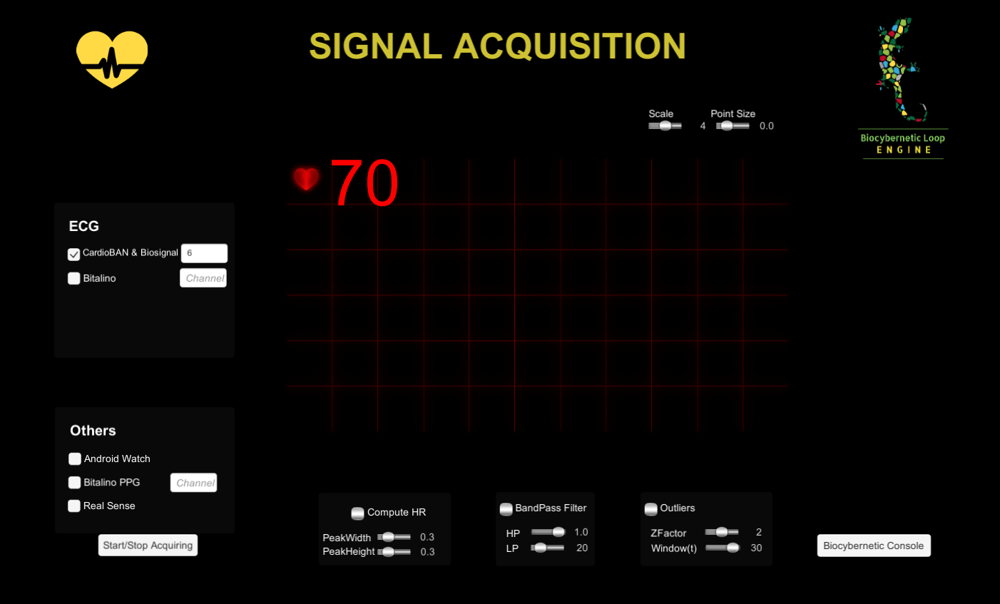 SIGNAL ACQUISITION
Scale
4
Point Size
0.0
Biocybernetic Loop
ENGINE
70
ECG
CardioBAN & Biosignal
6
Bitalino
Channel
Others
Android Watch
Bitalino PPG
Channel
Real Sense
Start/Stop Acquiring
Compute HR
PeakWidth
0.3
PeakHeight
0.3
BandPass Filter
HP
1.0
LP
20
Outliers
ZFactor
2
Window(t)
30
Biocybernetic Console